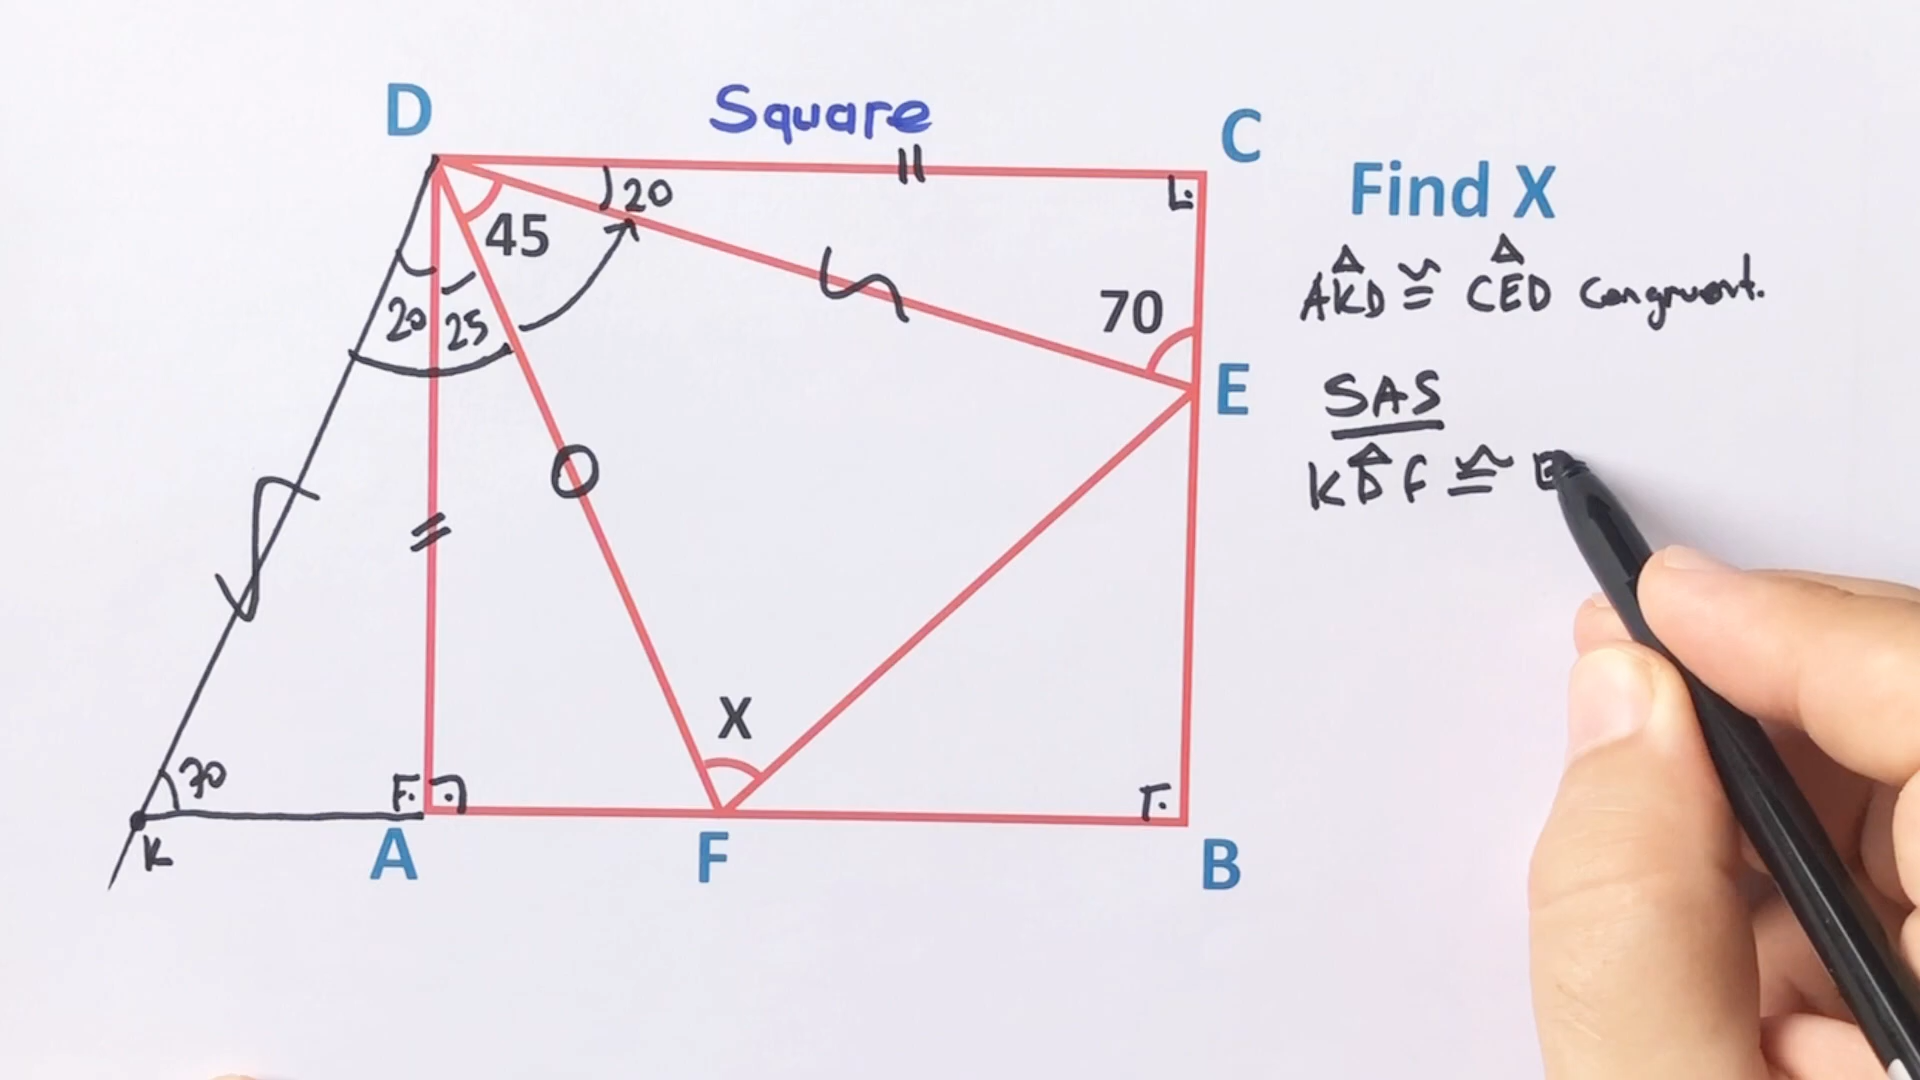 Square
D
C
Find X
20
45
AKD ≅ CED Congruent.
20 25
70
E
SAS
KDF ≅ E
X
70
K
A
F
B